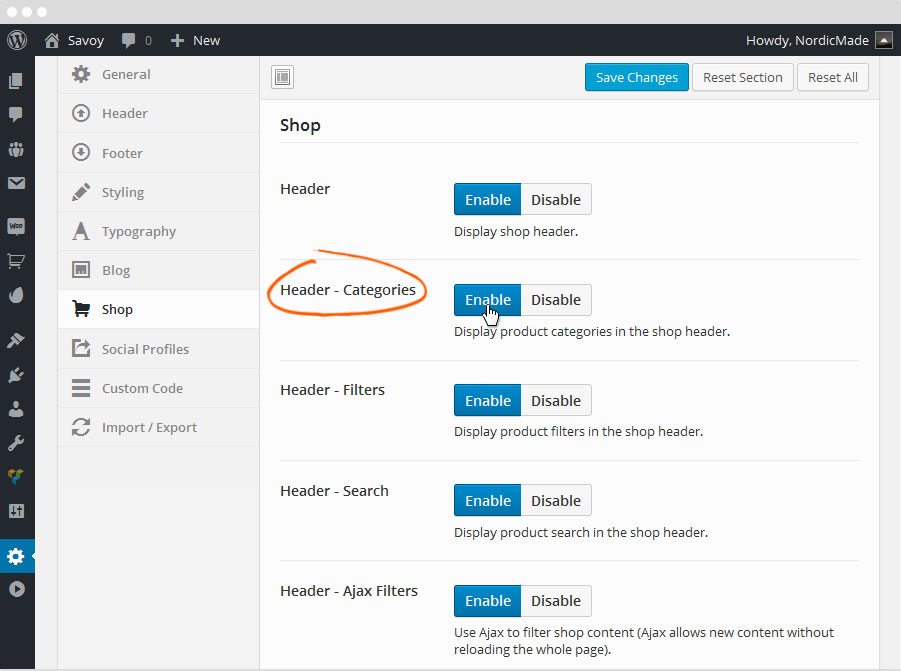 Savoy 0 New Howdy, NordicMade
General
Header
Footer
Styling
Typography
Blog
Shop
Social Profiles
Custom Code
Import / Export
Save Changes Reset Section Reset All
Shop
Header Enable Disable
Display shop header.
Header - Categories Enable Disable
Display product categories in the shop header.
Header - Filters Enable Disable
Display product filters in the shop header.
Header - Search Enable Disable
Display product search in the shop header.
Header - Ajax Filters Enable Disable
Use Ajax to filter shop content (Ajax allows new content without
reloading the whole page).